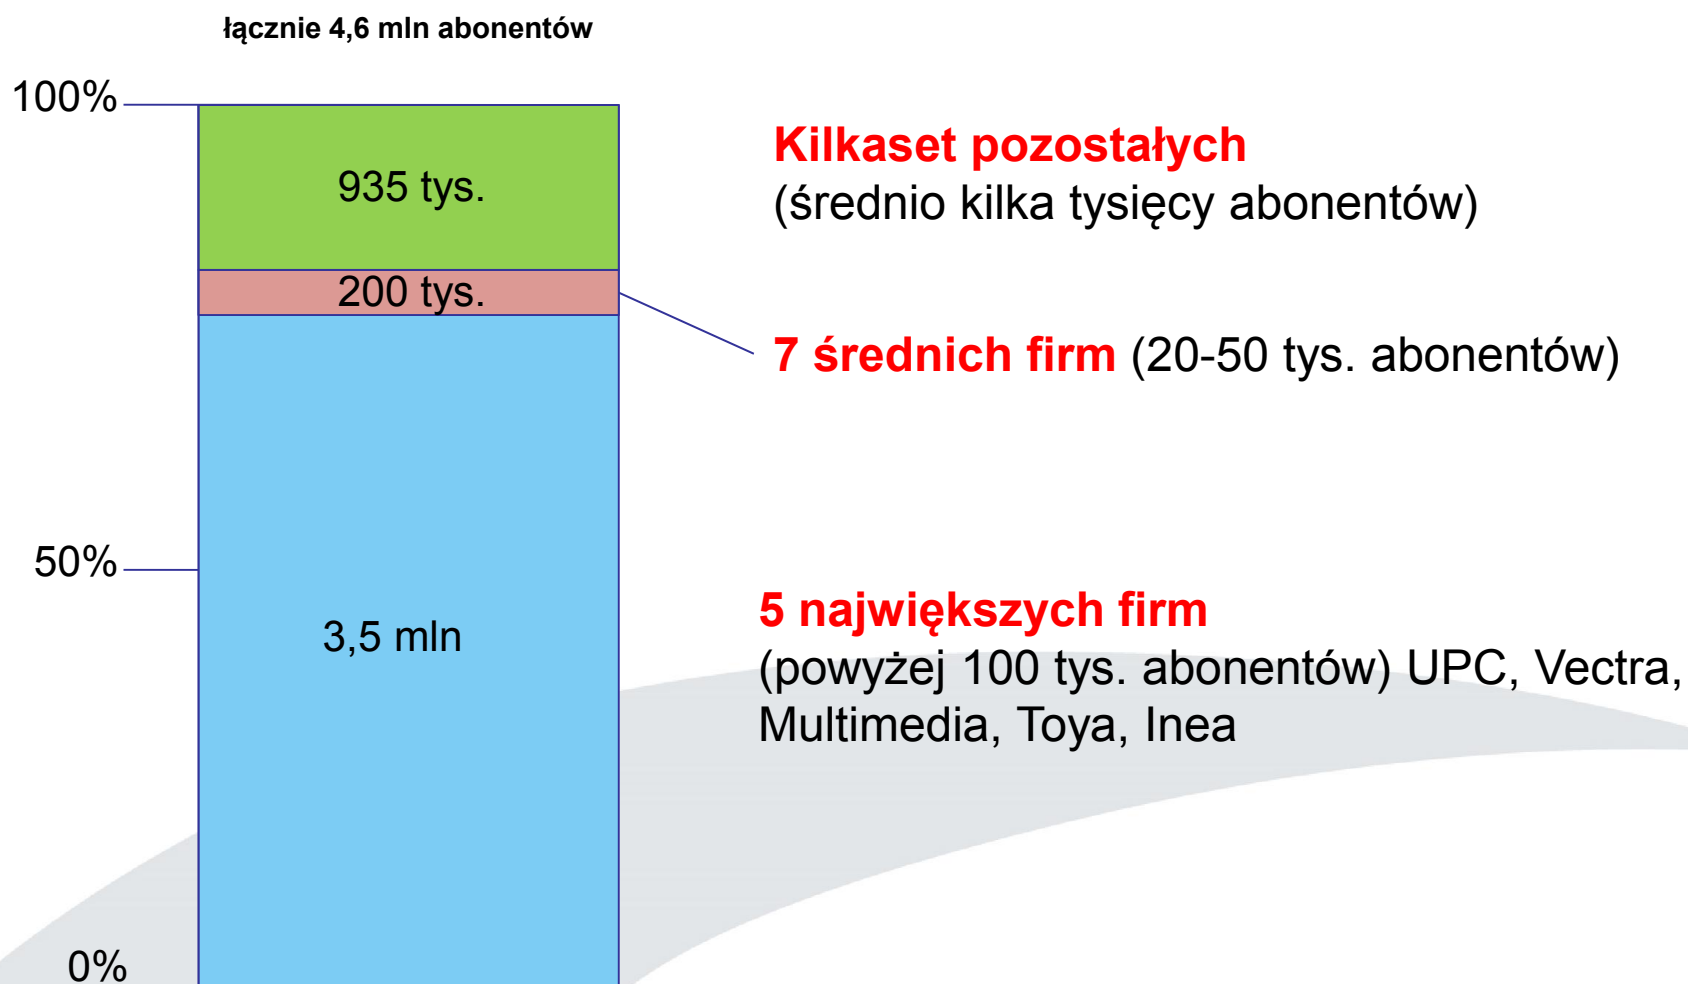 łącznie 4,6 mln abonentów
100%
935 tys.
Kilkaset pozostałych
(średnio kilka tysięcy abonentów)
200 tys.
7 średnich firm (20-50 tys. abonentów)
50%
3,5 mln
5 największych firm
(powyżej 100 tys. abonentów) UPC, Vectra,
Multimedia, Toya, Inea
0%